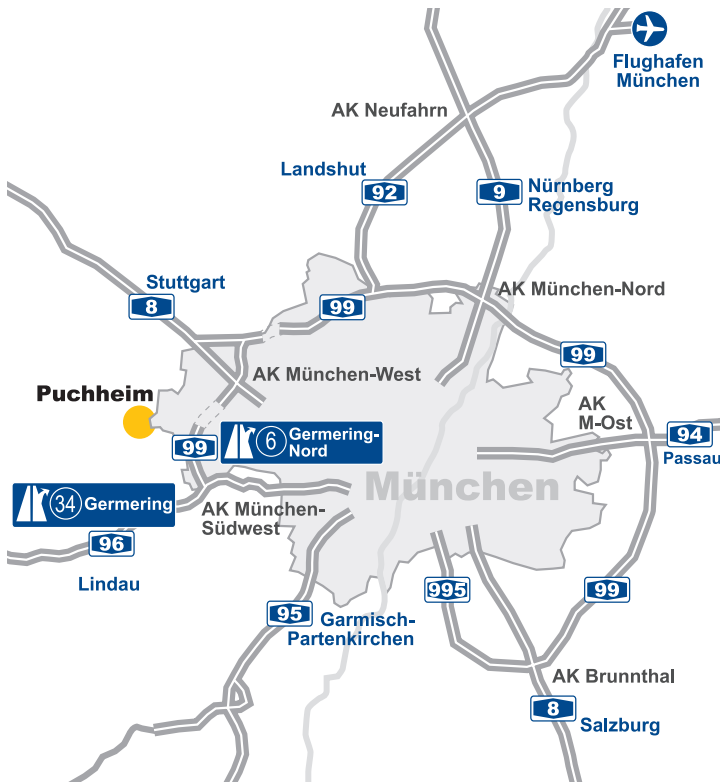 Flughafen
München
AK Neufahrn
Landshut
92
9
Nürnberg
Regensburg
Stuttgart
8
99
AK München-Nord
99
AK München-West
Puchheim
AK
M-Ost
94
Passau
99
6
Germering-
Nord
München
34
Germering
AK München-
Südwest
96
Lindau
995
99
95
Garmisch-
Partenkirchen
AK Brunnthal
8
Salzburg